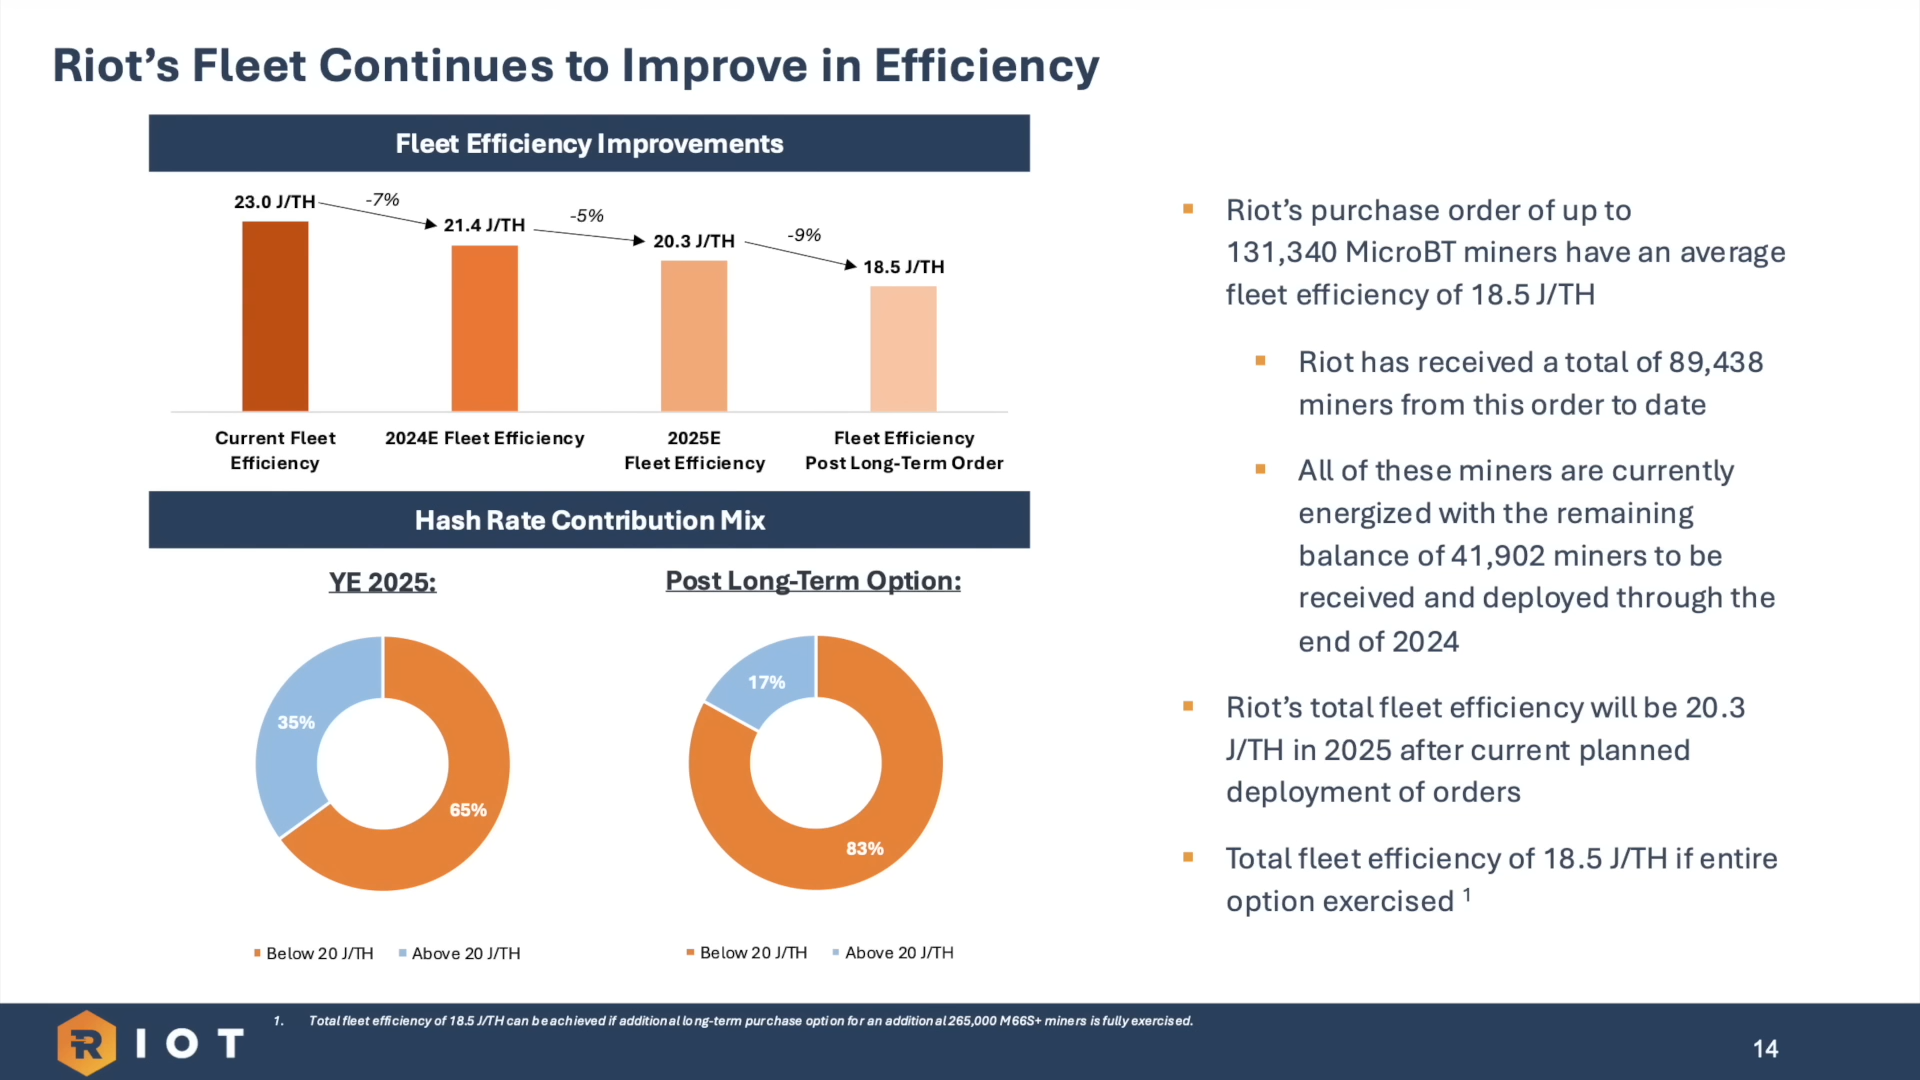 Riot’s Fleet Continues to Improve in Efficiency
Fleet Efficiency Improvements
23.0 J/TH
-7%
21.4 J/TH
-5%
20.3 J/TH
-9%
18.5 J/TH
Current Fleet
Efficiency
2024E Fleet Efficiency
2025E
Fleet Efficiency
Fleet Efficiency
Post Long-Term Order
Hash Rate Contribution Mix
YE 2025:
35%
65%
Below 20 J/TH
Above 20 J/TH
Post Long-Term Option:
17%
83%
Below 20 J/TH
Above 20 J/TH
Riot’s purchase order of up to
131,340 MicroBT miners have an average
fleet efficiency of 18.5 J/TH
Riot has received a total of 89,438
miners from this order to date
All of these miners are currently
energized with the remaining
balance of 41,902 miners to be
received and deployed through the
end of 2024
Riot’s total fleet efficiency will be 20.3
J/TH in 2025 after current planned
deployment of orders
Total fleet efficiency of 18.5 J/TH if entire
option exercised 1
1. Total fleet efficiency of 18.5 J/TH can be achieved if additional long-term purchase option for an additional 265,000 M66S+ miners is fully exercised.
RIOT
14